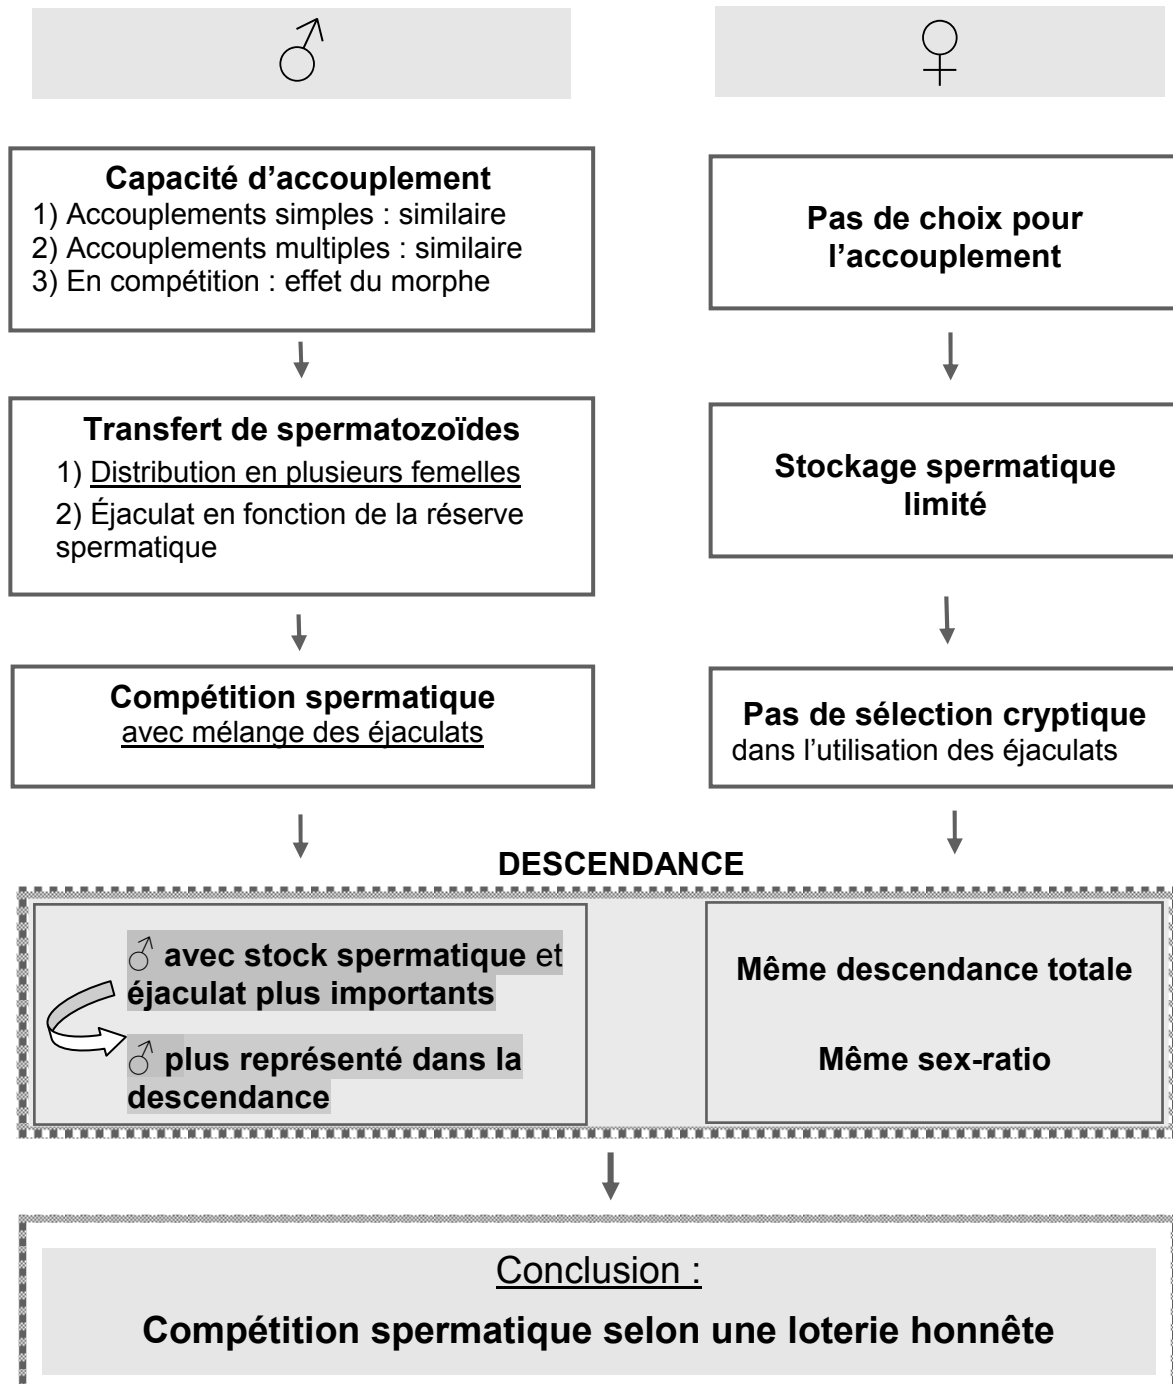 ♂
♀
Capacité d’accouplement
1) Accouplements simples : similaire
2) Accouplements multiples : similaire
3) En compétition : effet du morphe
Pas de choix pour
l’accouplement
Transfert de spermatozoïdes
1) Distribution en plusieurs femelles
2) Éjaculat en fonction de la réserve
spermatique
Stockage spermatique
limité
Compétition spermatique
avec mélange des éjaculats
Pas de sélection cryptique
dans l’utilisation des éjaculats
DESCENDANCE
♂ avec stock spermatique et
éjaculat plus importants
♂ plus représenté dans la
descendance
Même descendance totale
Même sex-ratio
Conclusion :
Compétition spermatique selon une loterie honnête